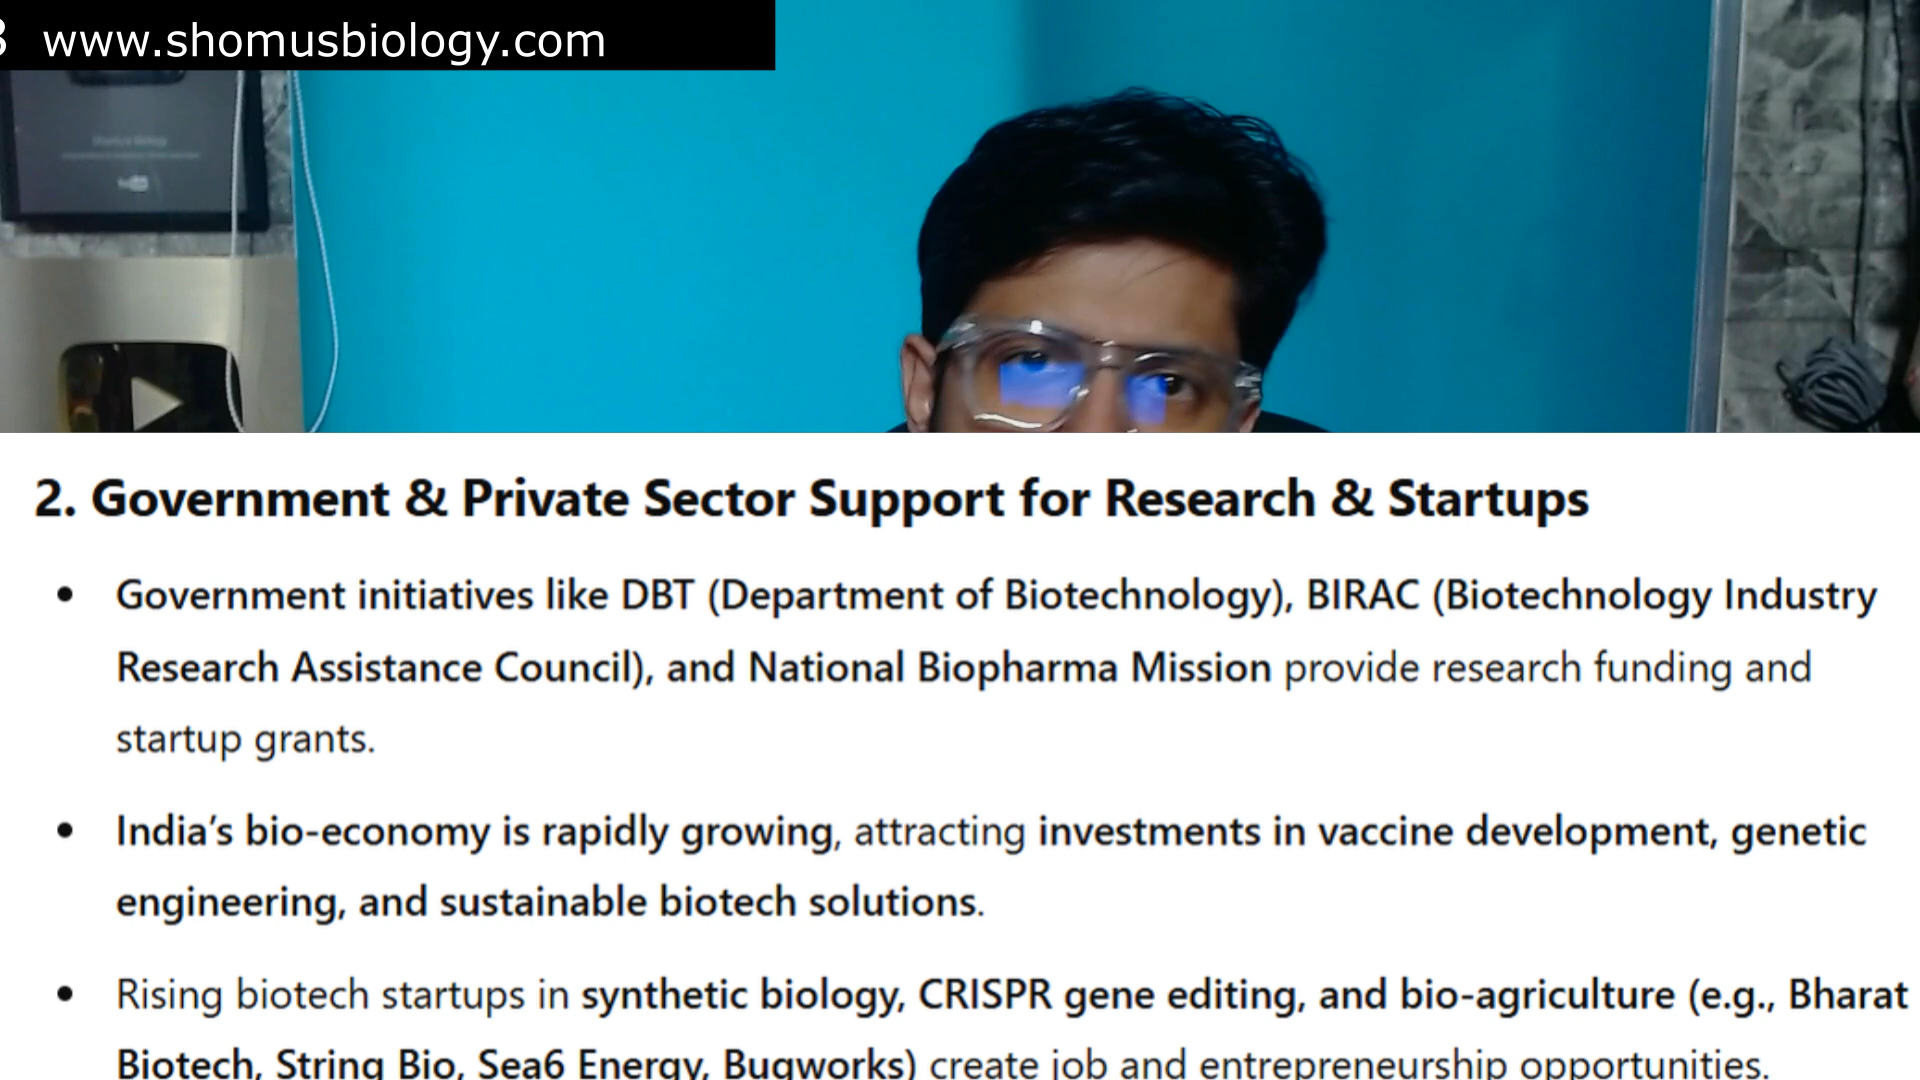 www.shomusbiology.com
2. Government & Private Sector Support for Research & Startups
• Government initiatives like DBT (Department of Biotechnology), BIRAC (Biotechnology Industry
Research Assistance Council), and National Biopharma Mission provide research funding and
startup grants.
• India’s bio-economy is rapidly growing, attracting investments in vaccine development, genetic
engineering, and sustainable biotech solutions.
• Rising biotech startups in synthetic biology, CRISPR gene editing, and bio-agriculture (e.g., Bharat
Biotech, String Bio, Sea6 Energy, Bugworks) create job and entrepreneurship opportunities.